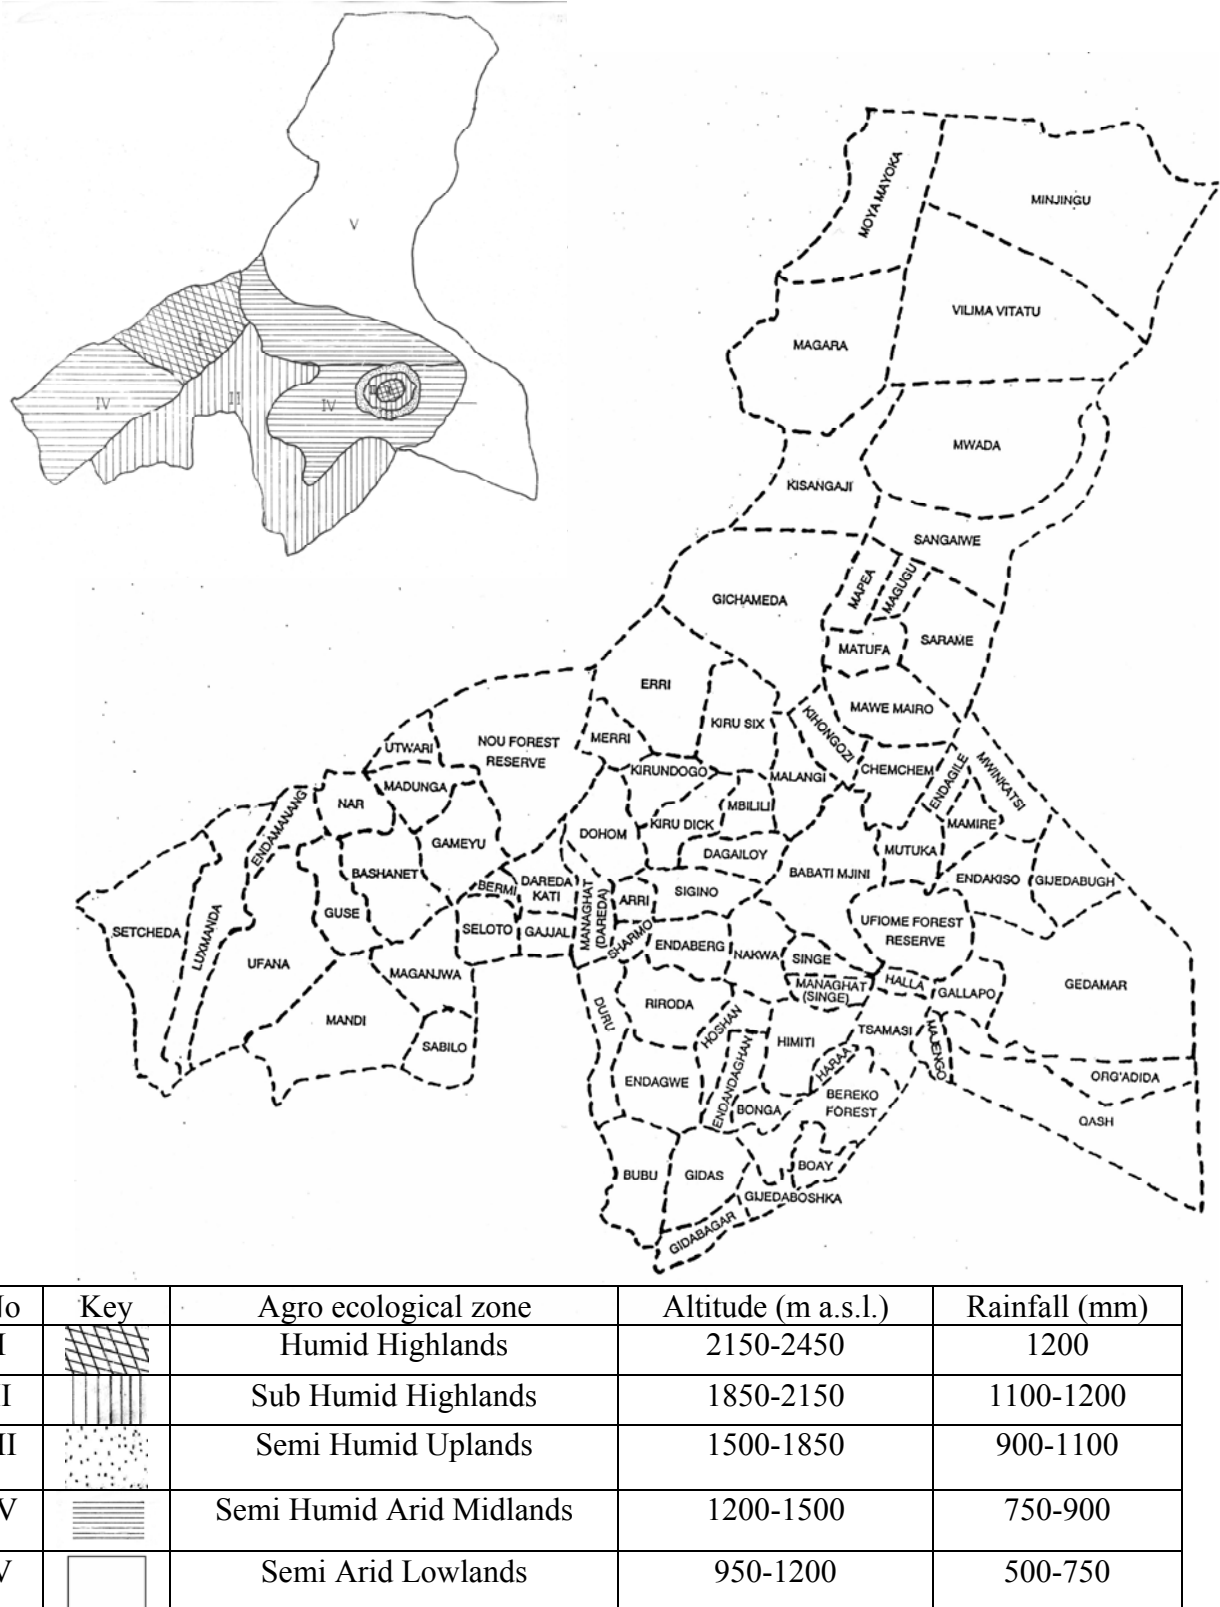 V
IV
II
IV
MOYA MAYOKA
MINJINGU
VILIMA VITATU
MAGARA
MWADA
KISANGAJI
SANGAIWE
GICHAMEDA
MAPEA
MAGUGU
MATUFA
SARAME
ERRI
MAWE MAIRO
KIRU SIX
KIHONGOZI
UTWARI
NOU FOREST
RESERVE
MERRI
KIRUNDOGO
MALANGI
CHEMCHEM
ENDAGILE
MWINKATSI
ENDAMANANG
NAR
MADUNGA
MBILILI
MAMIRE
KIRU DICK
DOHOM
GAMEYU
DAGAILOY
MUTUKA
BASHANET
BABATI MJINI
ENDAKISO
GIJEDABUGH
BERMI
DAREDA
KATI
MANAGHAT
(DAREDA)
ARRI
SIGINO
SETCHEDA
LUXMANDA
GUSE
SELOTO
GAJJAL
SHARMO
ENDABERG
NAKWA
UFIOME FOREST
RESERVE
UFANA
SINGE
MAGANJWA
MANAGHAT
(SINGE)
HALLA
GALLAPO
GEDAMAR
DURU
RIRODA
HOSHAN
MANDI
HIMITI
TSAMASI
MAJENGO
SABILO
ENDAGWE
ENDANDAGHAN
HARAA
ORG'ADIDA
BONGA
BEREKO
FOREST
QASH
BUBU
GIDAS
BOAY
GIJEDABOSHKA
GIDABAGAR
No Key Agro ecological zone Altitude (m a.s.l.) Rainfall (mm)
I Humid Highlands 2150-2450 1200
II Sub Humid Highlands 1850-2150 1100-1200
III Semi Humid Uplands 1500-1850 900-1100
IV Semi Humid Arid Midlands 1200-1500 750-900
V Semi Arid Lowlands 950-1200 500-750